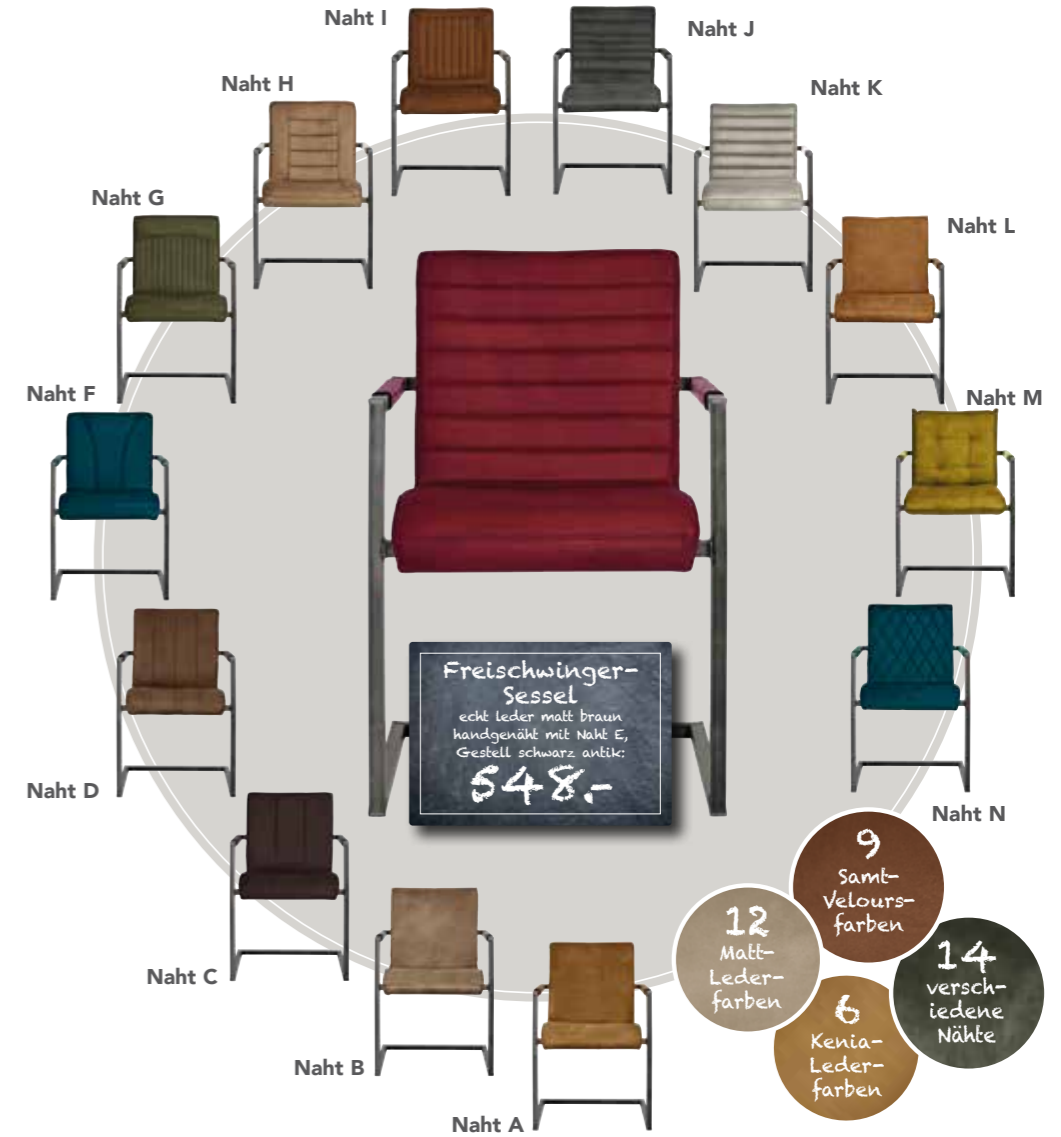 Naht I
Naht J
Naht H
Naht K
Naht G
Naht L
Naht F
Naht M
Freischwinger-
Sessel
echt leder matt braun
handgenäht mit Naht E,
Gestell schwarz antik:
548.-
Naht D
Naht N
9
Samt-
Velours-
farben
12
Matt-
Leder-
farben
14
versch-
iedene
Nähte
6
Kenia-
Leder-
farben
Naht C
Naht B
Naht A